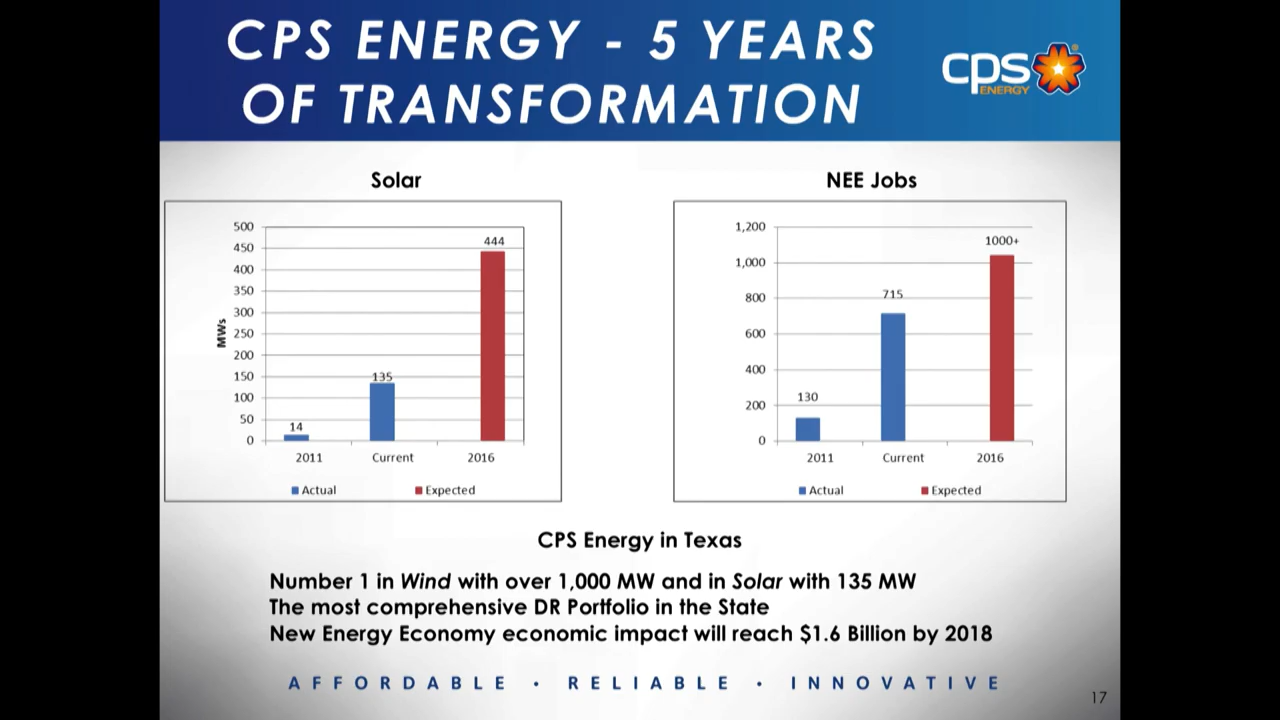 CPS ENERGY - 5 YEARS
OF TRANSFORMATION
cps
ENERGY
Solar
500
450
400
350
300
250
200
150
100
50
0
MWs
14
135
444
2011 Current 2016
Actual Expected
NEE Jobs
1,200
1,000
800
600
400
200
0
130
715
1000+
2011 Current 2016
Actual Expected
CPS Energy in Texas
Number 1 in Wind with over 1,000 MW and in Solar with 135 MW
The most comprehensive DR Portfolio in the State
New Energy Economy economic impact will reach $1.6 Billion by 2018
AFFORDABLE • RELIABLE • INNOVATIVE
17